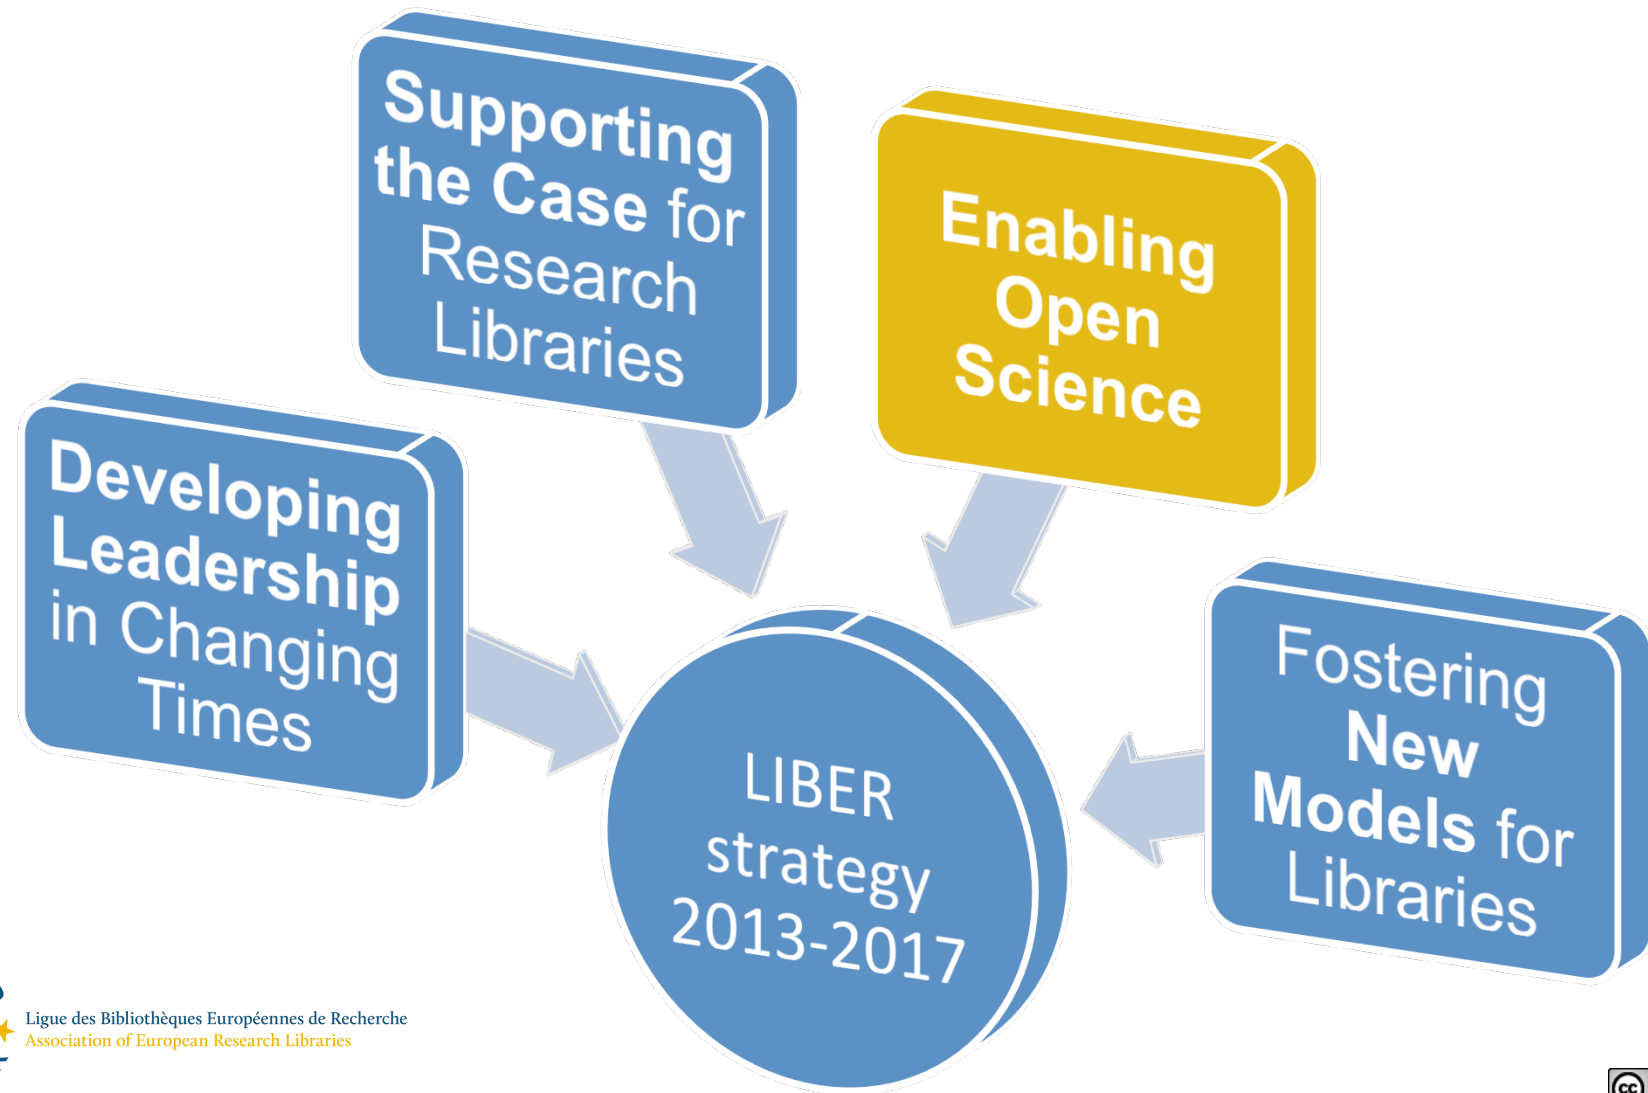 Supporting
the Case for
Research
Libraries
Enabling
Open
Science
Developing
Leadership
in Changing
Times
Fostering
New
Models for
Libraries
LIBER
strategy
2013-2017
Ligue des Bibliothèques Européennes de Recherche
Association of European Research Libraries
cc